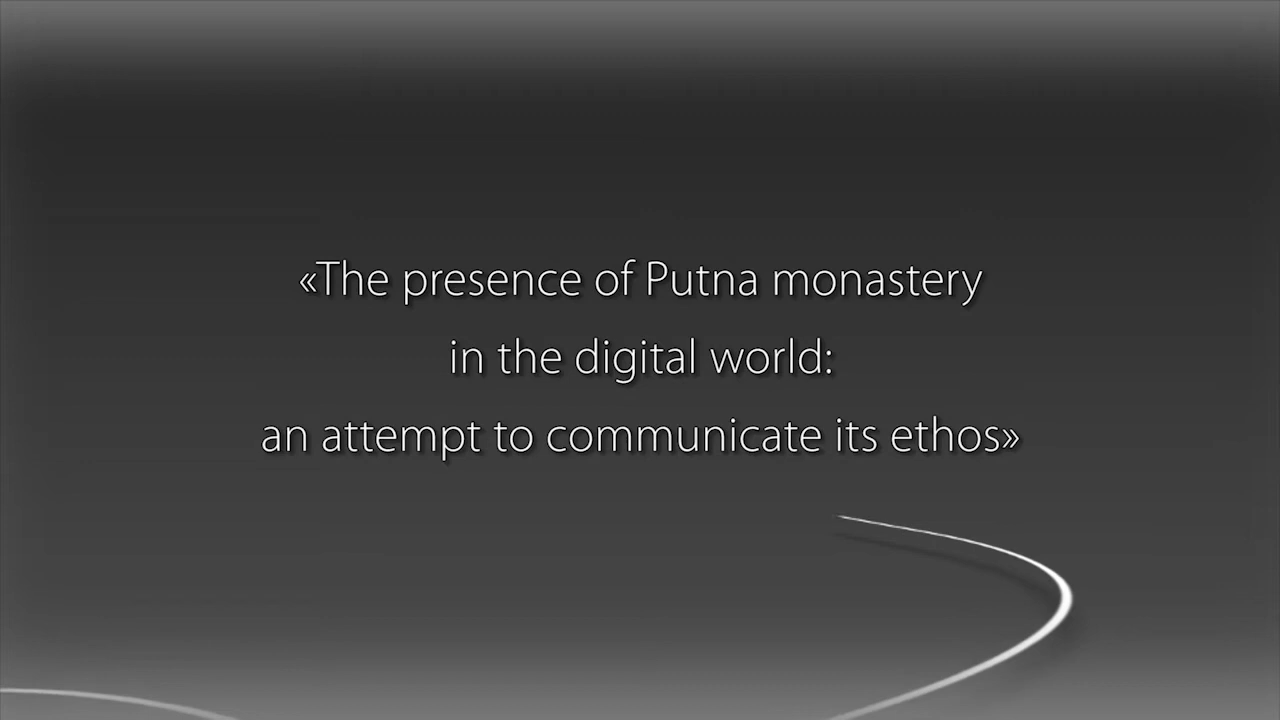 «The presence of Putna monastery
in the digital world:
an attempt to communicate its ethos»